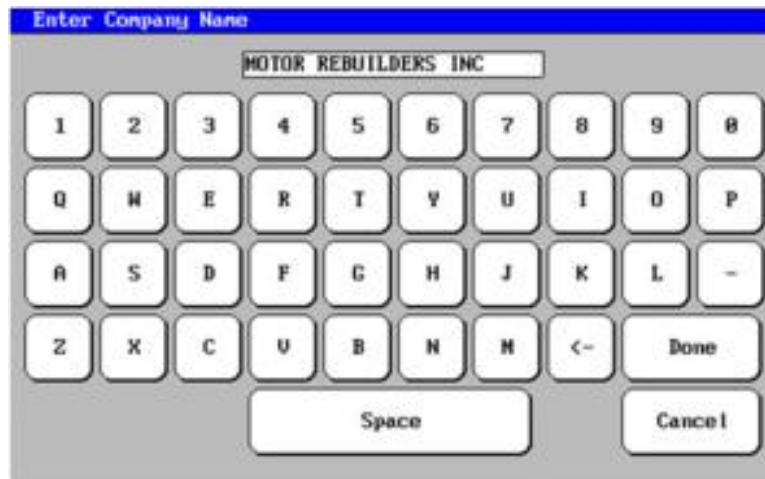 Enter Company Name
MOTOR REBUILDERS INC
1 2 3 4 5 6 7 8 9 0
Q W E R T Y U I O P
A S D F G H J K L -
Z X C V B N M <- Done
Space Cancel